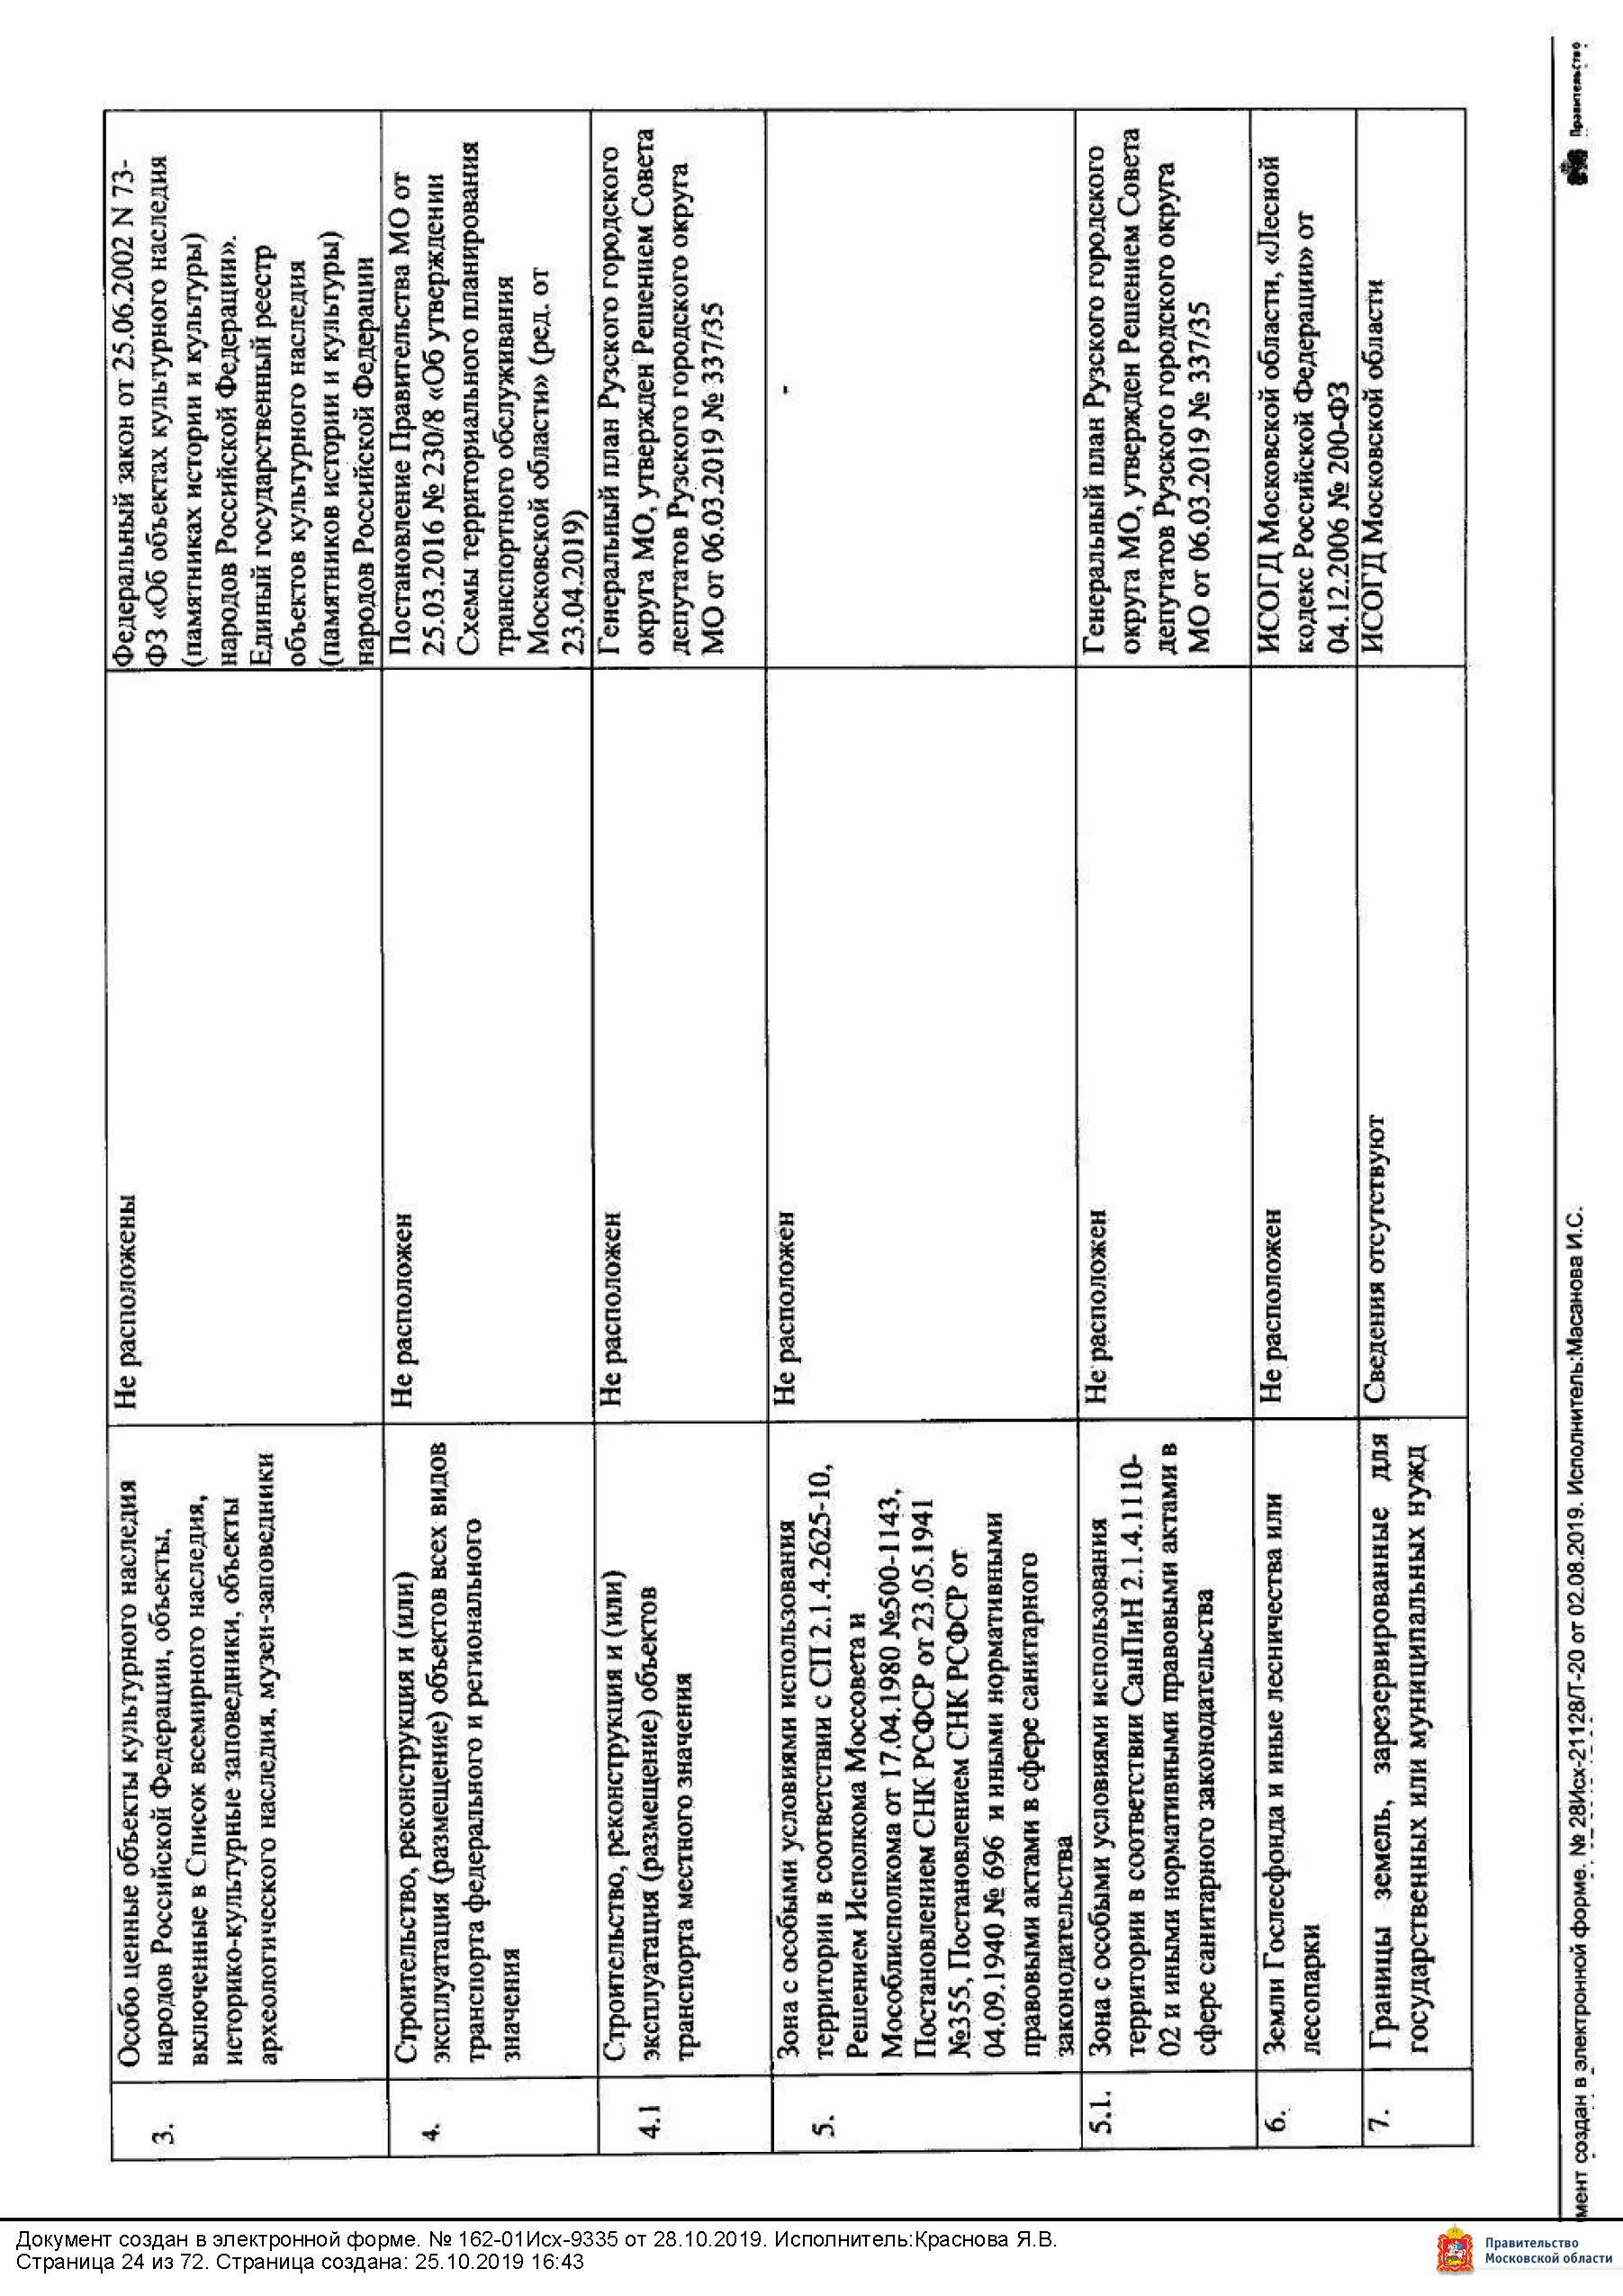 3.
Особо ценные объекты культурного наследия
народов Российской Федерации, объекты,
включенные в Список всемирного наследия,
историко-культурные заповедники, объекты
археологического наследия, музеи-заповедники
Не расположены
Федеральный закон от 25.06.2002 N 73-
ФЗ «Об объектах культурного наследия
(памятниках истории и культуры)
народов Российской Федерации».
Единый государственный реестр
объектов культурного наследия
(памятников истории и культуры)
народов Российской Федерации
4.
Строительство, реконструкция и (или)
эксплуатация (размещение) объектов всех видов
транспорта федерального и регионального
значения
Не расположен
Постановление Правительства МО от
25.03.2016 № 230/8 «Об утверждении
Схемы территориального планирования
транспортного обслуживания
Московской области» (ред. от
23.04.2019)
4.1
Строительство, реконструкция и (или)
эксплуатация (размещение) объектов
транспорта местного значения
Не расположен
Генеральный план Рузского городского
округа МО, утвержден Решением Совета
депутатов Рузского городского округа
МО от 06.03.2019 № 337/35
5.
Зона с особыми условиями использования
территории в соответствии с СП 2.1.4.2625-10,
Решением Исполкома Моссовета и
Мособлисполкома от 17.04.1980 №500-1143,
Постановлением СНК РСФСР от 23.05.1941
№355, Постановлением СНК РСФСР от
04.09.1940 № 696 и иными нормативными
правовыми актами в сфере санитарного
законодательства
Не расположен
-
5.1.
Зона с особыми условиями использования
территории в соответствии СанПиН 2.1.4.1110-
02 и иными нормативными правовыми актами в
сфере санитарного законодательства
Не расположен
Генеральный план Рузского городского
округа МО, утвержден Решением Совета
депутатов Рузского городского округа
МО от 06.03.2019 № 337/35
6.
Земли Гослесфонда и иные лесничества или
лесопарки
Не расположен
ИСОГД Московской области, «Лесной
кодекс Российской Федерации» от
04.12.2006 № 200-ФЗ
7.
Границы земель, зарезервированные для
государственных или муниципальных нужд
Сведения отсутствуют
ИСОГД Московской области
мент создан в электронной форме. № 28Исх-21128/Т-20 от 02.08.2019. Исполнитель:Масанова И.С.
Правительство
Документ создан в электронной форме. № 162-01Исх-9335 от 28.10.2019. Исполнитель:Краснова Я.В.
Страница 24 из 72. Страница создана: 25.10.2019 16:43
Правительство
Московской области